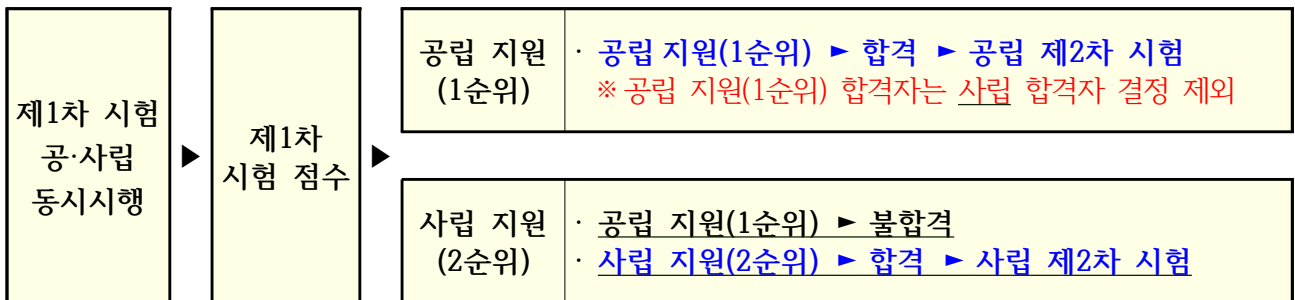 제1차 시험
공·사립
동시시행
▶
제1차
시험 점수
▶
공립 지원
(1순위)
· 공립 지원(1순위) ► 합격 ► 공립 제2차 시험
※ 공립 지원(1순위) 합격자는 사립 합격자 결정 제외
사립 지원
(2순위)
· 공립 지원(1순위) ► 불합격
· 사립 지원(2순위) ► 합격 ► 사립 제2차 시험